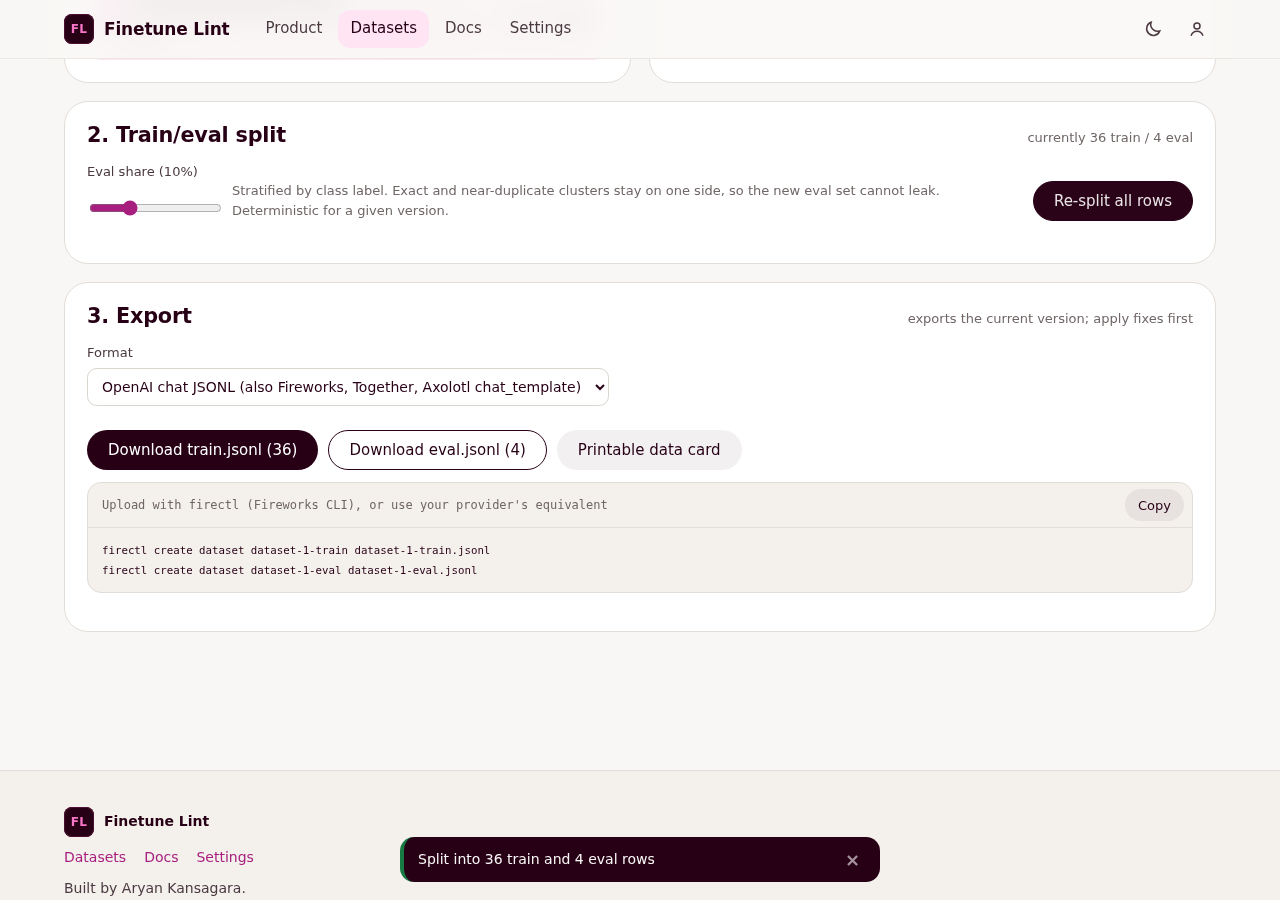 FL Finetune Lint Product Datasets Docs Settings
2. Train/eval split
currently 36 train / 4 eval
Eval share (10%)
Stratified by class label. Exact and near-duplicate clusters stay on one side, so the new eval set cannot leak.
Deterministic for a given version.
Re-split all rows
3. Export
exports the current version; apply fixes first
Format
OpenAI chat JSONL (also Fireworks, Together, Axolotl chat_template)
Download train.jsonl (36) Download eval.jsonl (4) Printable data card
Upload with firectl (Fireworks CLI), or use your provider's equivalent
Copy
firectl create dataset dataset-1-train dataset-1-train.jsonl
firectl create dataset dataset-1-eval dataset-1-eval.jsonl
FL Finetune Lint
Datasets Docs Settings
Split into 36 train and 4 eval rows
Built by Aryan Kansagara.